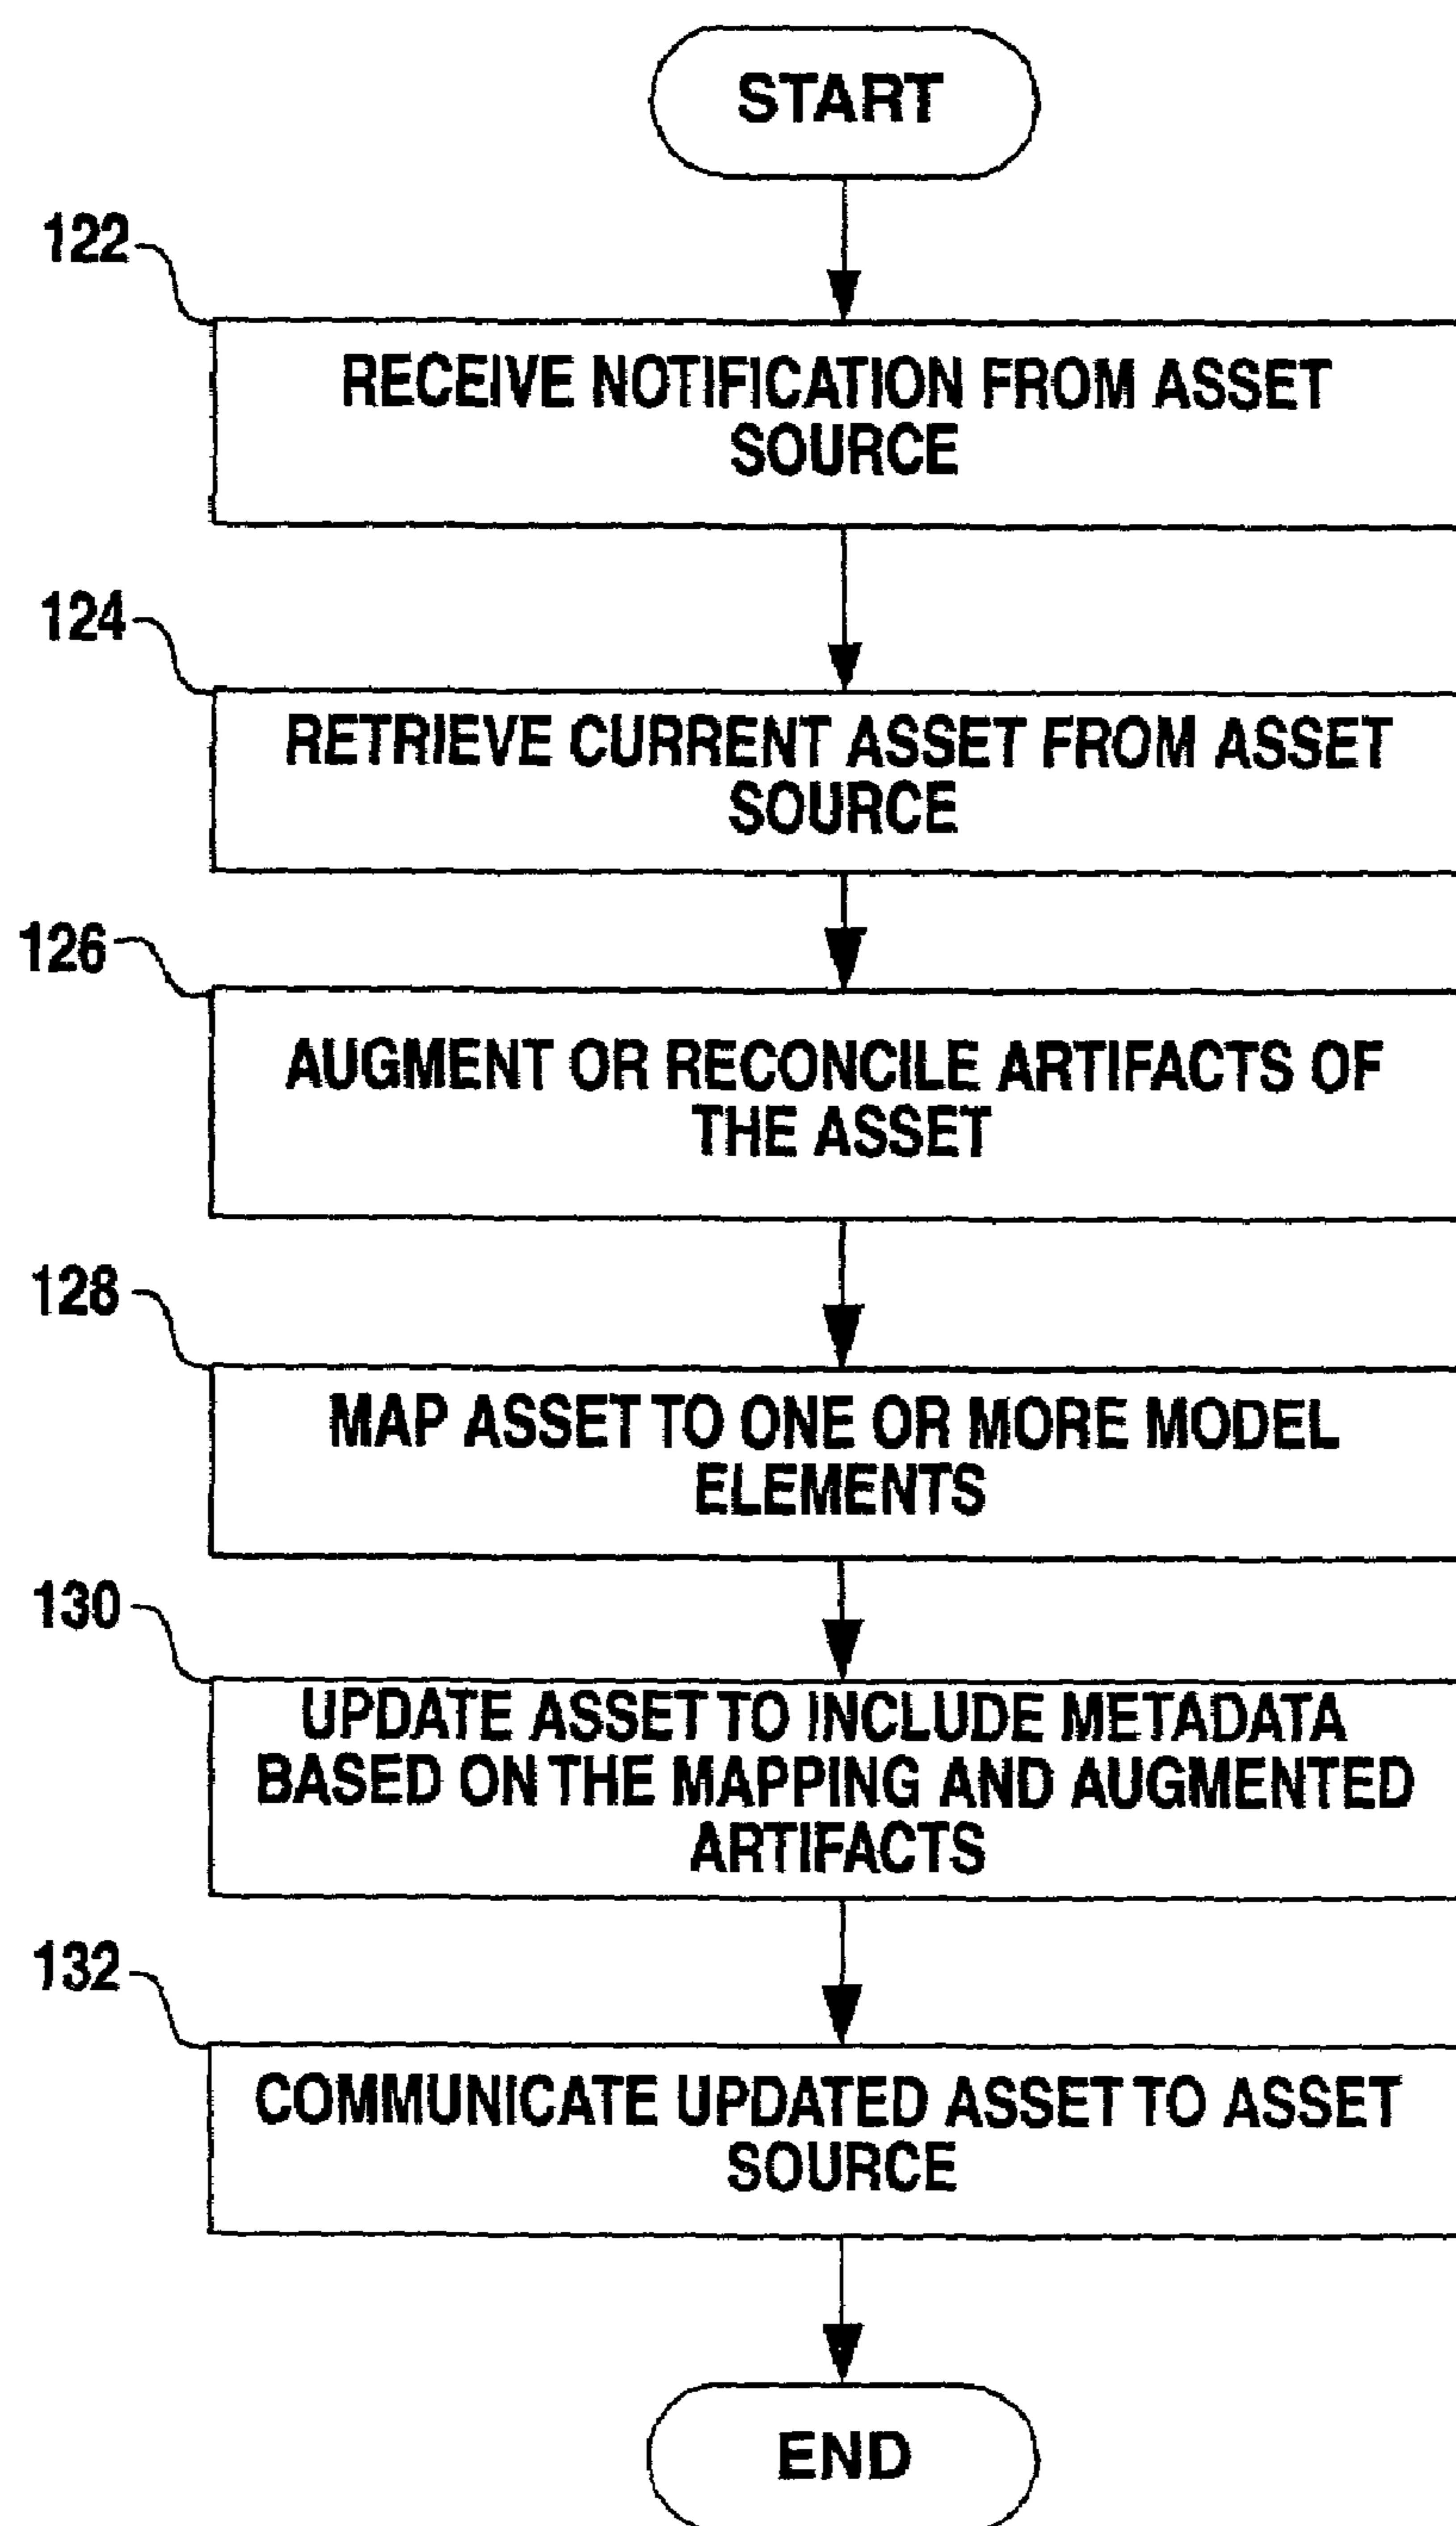 START
122
RECEIVE NOTIFICATION FROM ASSET
SOURCE
124
RETRIEVE CURRENT ASSET FROM ASSET
SOURCE
126
AUGMENT OR RECONCILE ARTIFACTS OF
THE ASSET
128
MAP ASSET TO ONE OR MORE MODEL
ELEMENTS
130
UPDATE ASSET TO INCLUDE METADATA
BASED ON THE MAPPING AND AUGMENTED
ARTIFACTS
132
COMMUNICATE UPDATED ASSET TO ASSET
SOURCE
END